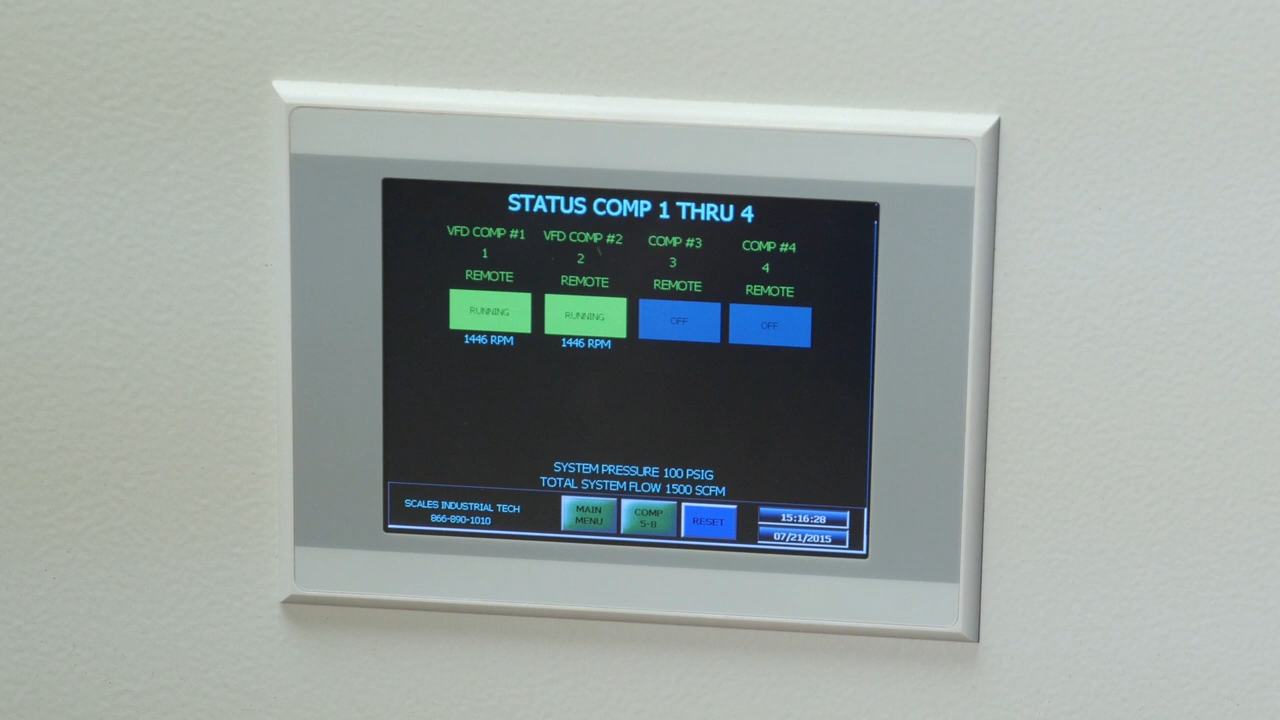 STATUS COMP 1 THRU 4
VFD COMP #1 VFD COMP #2 COMP #3 COMP #4
1 2 3 4
REMOTE REMOTE REMOTE REMOTE
RUNNING RUNNING OFF OFF
1446 RPM 1446 RPM
SYSTEM PRESSURE 100 PSIG
TOTAL SYSTEM FLOW 1500 SCFM
SCALES INDUSTRIAL TECH
866-890-1010
MAIN
MENU
COMP
5-8
RESET
15:16:28
07/21/2015